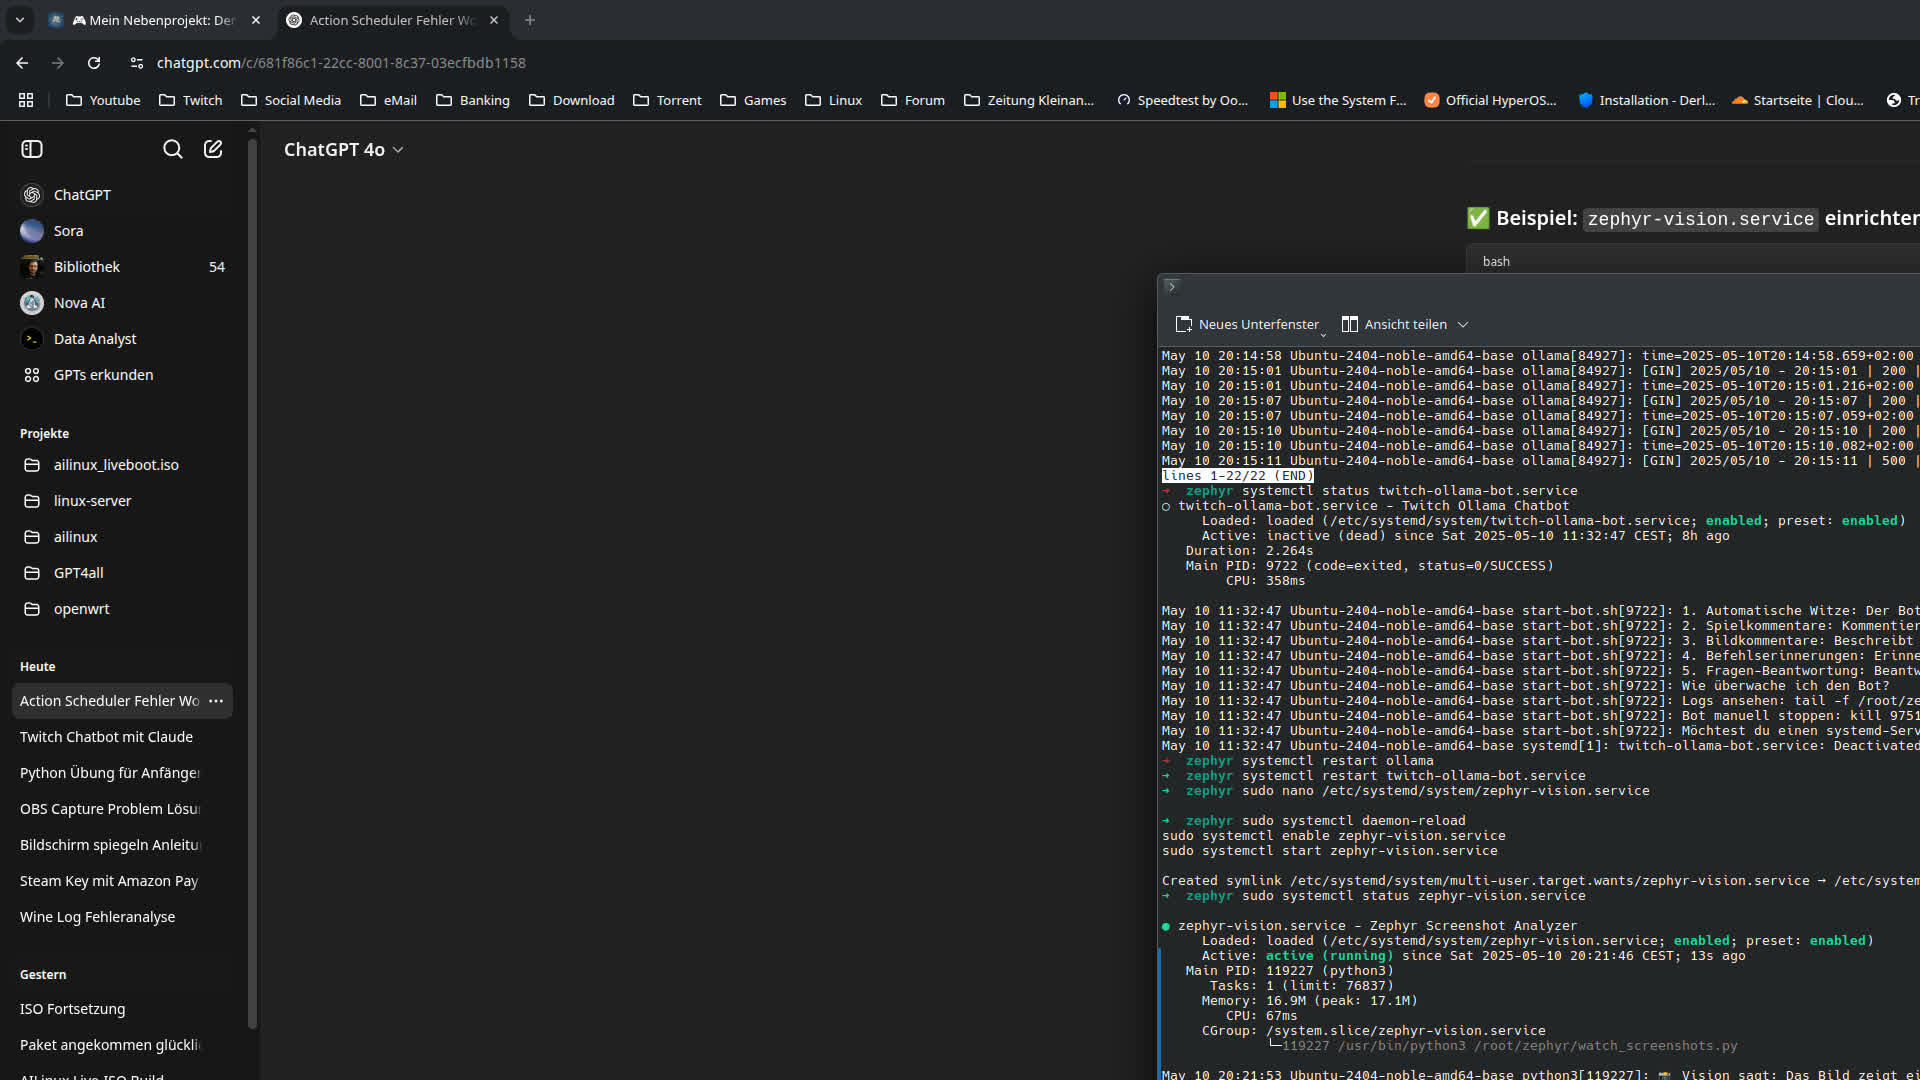 🎮 Mein Nebenprojekt: Der
Action Scheduler Fehler Wo
chatgpt.com/c/681f86c1-22cc-8001-8c37-03ecfbdb1158
Youtube
Twitch
Social Media
eMail
Banking
Download
Torrent
Games
Linux
Forum
Zeitung Kleinan...
Speedtest by Oo...
Use the System F...
Official HyperOS...
Installation - Derl...
Startseite | Clou...
Tr
ChatGPT 4o
ChatGPT
Sora
Bibliothek 54
Nova AI
Data Analyst
GPTs erkunden
Projekte
ailinux_liveboot.iso
linux-server
ailinux
GPT4all
openwrt
Heute
Action Scheduler Fehler Wo
Twitch Chatbot mit Claude
Python Übung für Anfänger
OBS Capture Problem Lösu
Bildschirm spiegeln Anleitu
Steam Key mit Amazon Pay
Wine Log Fehleranalyse
Gestern
ISO Fortsetzung
Paket angekommen glückli
AILinux Live-ISO Build
✅ Beispiel: zephyr-vision.service einrichten
bash
Neues Unterfenster
Ansicht teilen
May 10 20:14:58 Ubuntu-2404-noble-amd64-base ollama[84927]: time=2025-05-10T20:14:58.659+02:00
May 10 20:15:01 Ubuntu-2404-noble-amd64-base ollama[84927]: [GIN] 2025/05/10 - 20:15:01 | 200 |
May 10 20:15:01 Ubuntu-2404-noble-amd64-base ollama[84927]: time=2025-05-10T20:15:01.216+02:00
May 10 20:15:07 Ubuntu-2404-noble-amd64-base ollama[84927]: [GIN] 2025/05/10 - 20:15:07 | 200 |
May 10 20:15:07 Ubuntu-2404-noble-amd64-base ollama[84927]: time=2025-05-10T20:15:07.059+02:00
May 10 20:15:10 Ubuntu-2404-noble-amd64-base ollama[84927]: [GIN] 2025/05/10 - 20:15:10 | 200 |
May 10 20:15:10 Ubuntu-2404-noble-amd64-base ollama[84927]: time=2025-05-10T20:15:10.082+02:00
May 10 20:15:11 Ubuntu-2404-noble-amd64-base ollama[84927]: [GIN] 2025/05/10 - 20:15:11 | 500 |
lines 1-22/22 (END)
➜ zephyr systemctl status twitch-ollama-bot.service
○ twitch-ollama-bot.service - Twitch Ollama Chatbot
Loaded: loaded (/etc/systemd/system/twitch-ollama-bot.service; enabled; preset: enabled)
Active: inactive (dead) since Sat 2025-05-10 11:32:47 CEST; 8h ago
Duration: 2.264s
Main PID: 9722 (code=exited, status=0/SUCCESS)
CPU: 358ms
May 10 11:32:47 Ubuntu-2404-noble-amd64-base start-bot.sh[9722]: 1. Automatische Witze: Der Bot
May 10 11:32:47 Ubuntu-2404-noble-amd64-base start-bot.sh[9722]: 2. Spielkommentare: Kommentier
May 10 11:32:47 Ubuntu-2404-noble-amd64-base start-bot.sh[9722]: 3. Bildkommentare: Beschreibt
May 10 11:32:47 Ubuntu-2404-noble-amd64-base start-bot.sh[9722]: 4. Befehlserinnerungen: Erinne
May 10 11:32:47 Ubuntu-2404-noble-amd64-base start-bot.sh[9722]: 5. Fragen-Beantwortung: Beantw
May 10 11:32:47 Ubuntu-2404-noble-amd64-base start-bot.sh[9722]: Wie überwache ich den Bot?
May 10 11:32:47 Ubuntu-2404-noble-amd64-base start-bot.sh[9722]: Logs ansehen: tail -f /root/ze
May 10 11:32:47 Ubuntu-2404-noble-amd64-base start-bot.sh[9722]: Bot manuell stoppen: kill 9751
May 10 11:32:47 Ubuntu-2404-noble-amd64-base start-bot.sh[9722]: Möchtest du einen systemd-Serv
May 10 11:32:47 Ubuntu-2404-noble-amd64-base systemd[1]: twitch-ollama-bot.service: Deactivated
➜ zephyr systemctl restart ollama
➜ zephyr systemctl restart twitch-ollama-bot.service
➜ zephyr sudo nano /etc/systemd/system/zephyr-vision.service
➜ zephyr sudo systemctl daemon-reload
sudo systemctl enable zephyr-vision.service
sudo systemctl start zephyr-vision.service
Created symlink /etc/systemd/system/multi-user.target.wants/zephyr-vision.service → /etc/system
➜ zephyr sudo systemctl status zephyr-vision.service
● zephyr-vision.service - Zephyr Screenshot Analyzer
Loaded: loaded (/etc/systemd/system/zephyr-vision.service; enabled; preset: enabled)
Active: active (running) since Sat 2025-05-10 20:21:46 CEST; 13s ago
Main PID: 119227 (python3)
Tasks: 1 (limit: 76837)
Memory: 16.9M (peak: 17.1M)
CPU: 67ms
CGroup: /system.slice/zephyr-vision.service
└─119227 /usr/bin/python3 /root/zephyr/watch_screenshots.py
May 10 20:21:53 Ubuntu-2404-noble-amd64-base python3[119227]: 📸 Vision sagt: Das Bild zeigt ei